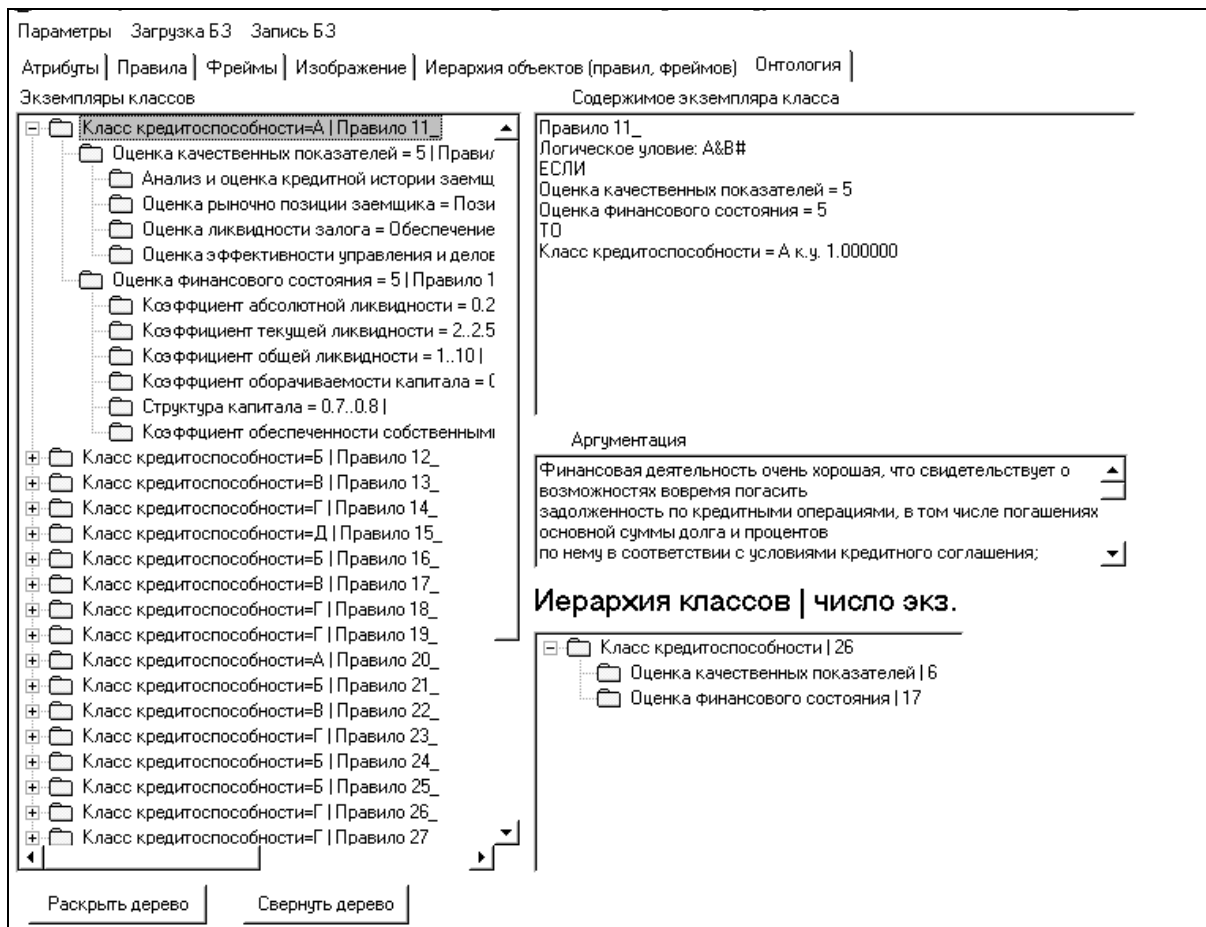 Параметры Загрузка БЗ Запись БЗ
Атрибуты Правила Фреймы Изображение Иерархия объектов (правил, фреймов) Онтология
Экземпляры классов
Класс кредитоспособности=А | Правило 11_
Оценка качественных показателей = 5 | Правил
Анализ и оценка кредитной истории заемщ
Оценка рыночно позиции заемщика = Пози
Оценка ликвидности залога = Обеспечение
Оценка эффективности управления и делов
Оценка финансового состояния = 5 | Правило 1
Коэффциент абсолютной ликвидности = 0.2
Коэффициент текущей ликвидности = 2..2.5
Коэффициент общей ликвидности = 1..10 |
Коэффциент оборачиваемости капитала = 0
Структура капитала = 0.7..0.8 |
Коэффциент обеспеченности собственными
Класс кредитоспособности=Б | Правило 12_
Класс кредитоспособности=В | Правило 13_
Класс кредитоспособности=Г | Правило 14_
Класс кредитоспособности=Д | Правило 15_
Класс кредитоспособности=Б | Правило 16_
Класс кредитоспособности=В | Правило 17_
Класс кредитоспособности=Г | Правило 18_
Класс кредитоспособности=Г | Правило 19_
Класс кредитоспособности=А | Правило 20_
Класс кредитоспособности=Б | Правило 21_
Класс кредитоспособности=В | Правило 22_
Класс кредитоспособности=Г | Правило 23_
Класс кредитоспособности=Б | Правило 24_
Класс кредитоспособности=Б | Правило 25_
Класс кредитоспособности=Г | Правило 26_
Класс кредитоспособности=Г | Правило 27
Содержимое экземпляра класса
Правило 11_
Логическое уловие: A&B#
ЕСЛИ
Оценка качественных показателей = 5
Оценка финансового состояния = 5
ТО
Класс кредитоспособности = А к.у. 1.000000
Аргументация
Финансовая деятельность очень хорошая, что свидетельствует о
возможностях вовремя погасить
задолженность по кредитными операциями, в том числе погашениях
основной суммы долга и процентов
по нему в соответствии с условиями кредитного соглашения;
Иерархия классов | число экз.
Класс кредитоспособности | 26
Оценка качественных показателей | 6
Оценка финансового состояния | 17
Раскрыть дерево Свернуть дерево